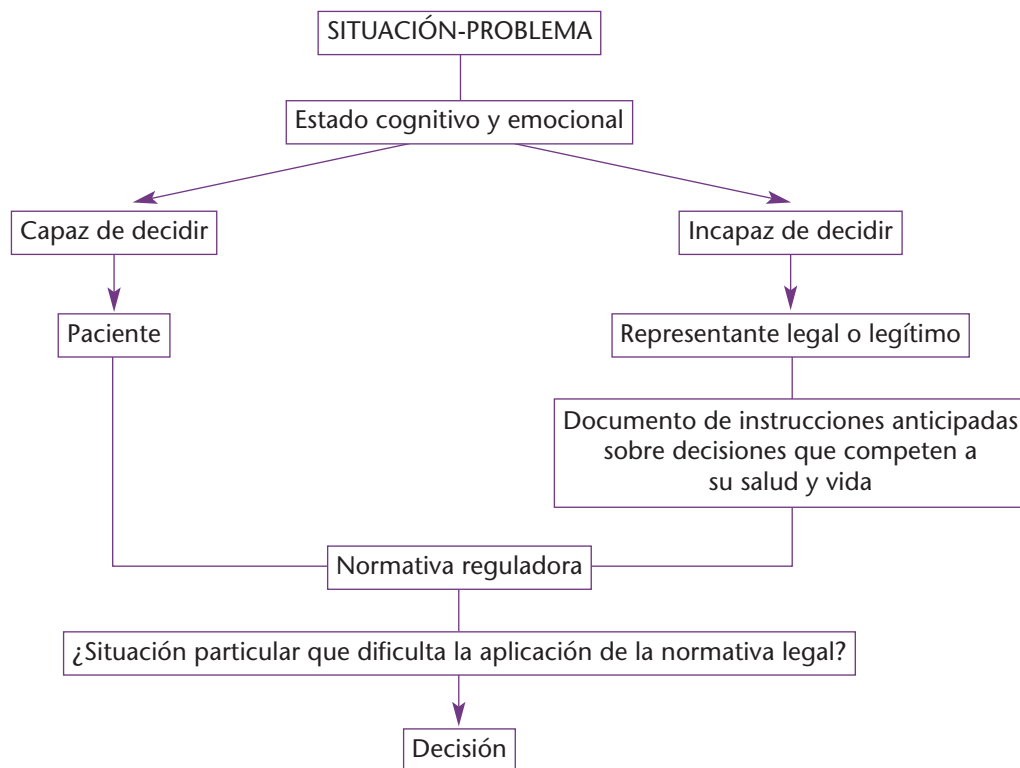 SITUACIÓN-PROBLEMA
Estado cognitivo y emocional
Capaz de decidir
Incapaz de decidir
Paciente
Representante legal o legítimo
Documento de instrucciones anticipadas
sobre decisiones que competen a
su salud y vida
Normativa reguladora
¿Situación particular que dificulta la aplicación de la normativa legal?
Decisión